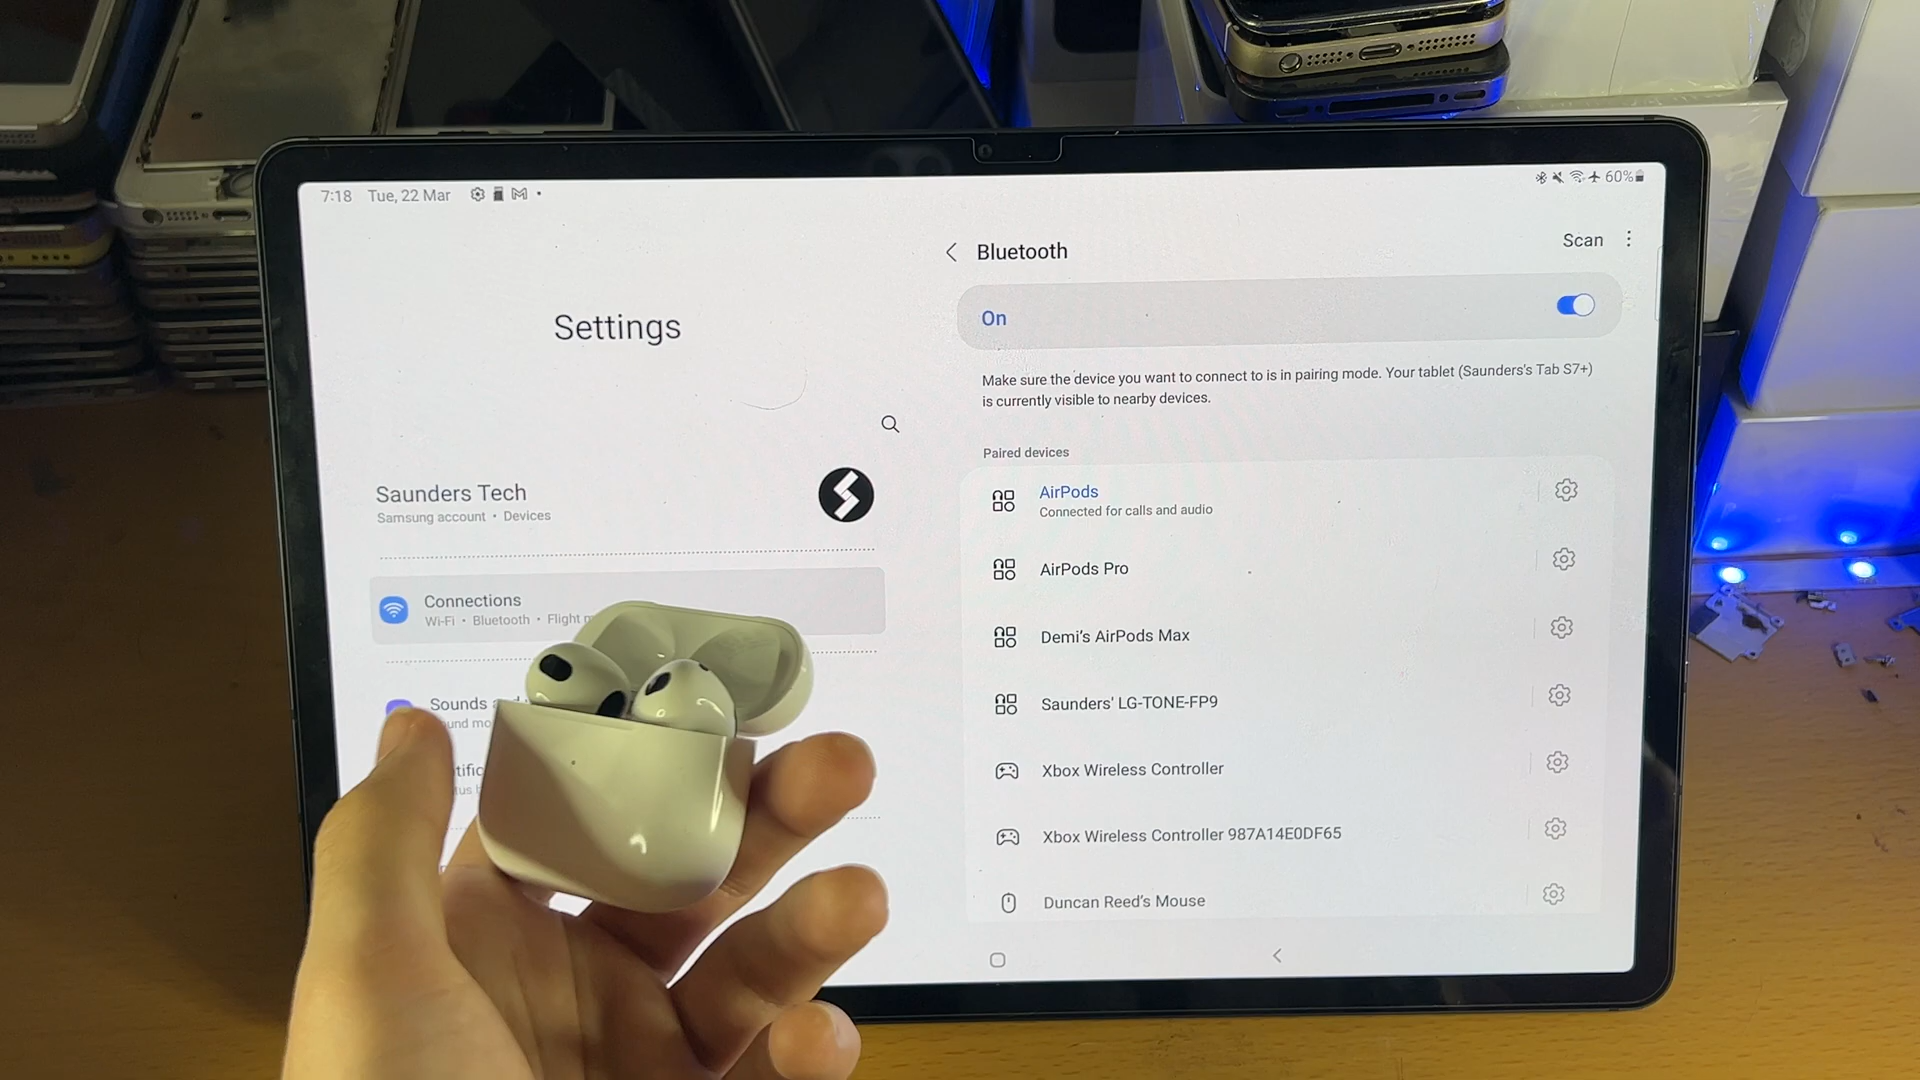 7:18 Tue, 22 Mar
60%
Settings
Saunders Tech
Samsung account • Devices
Connections
Wi-Fi • Bluetooth • Flight
Sounds
Bluetooth
Scan
On
Make sure the device you want to connect to is in pairing mode. Your tablet (Saunders's Tab S7+)
is currently visible to nearby devices.
Paired devices
AirPods
Connected for calls and audio
AirPods Pro
Demi's AirPods Max
Saunders' LG-TONE-FP9
Xbox Wireless Controller
Xbox Wireless Controller 987A14E0DF65
Duncan Reed's Mouse